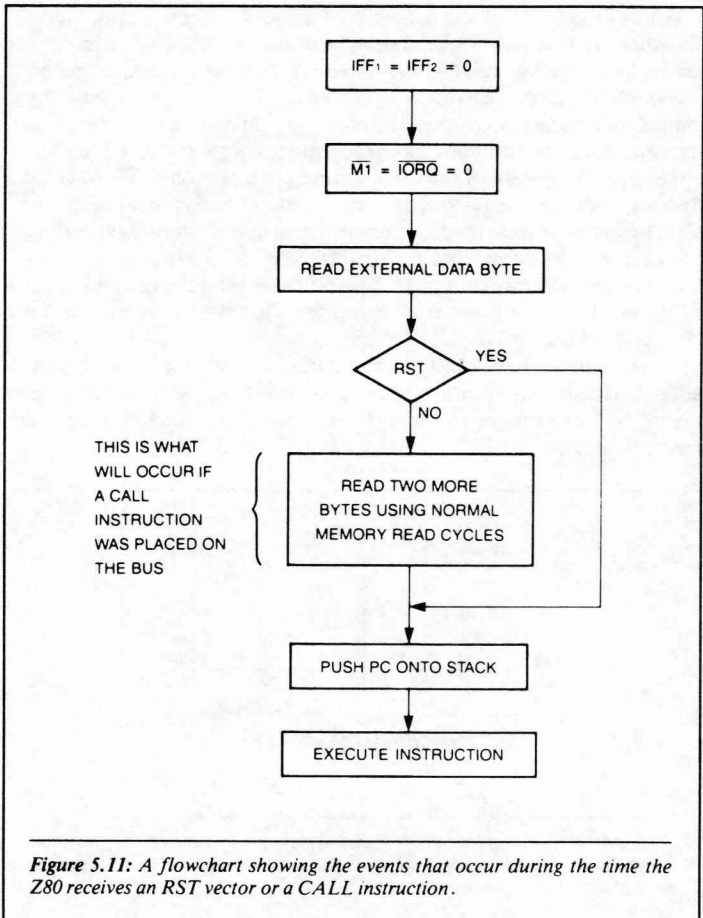 IFF₁ = IFF₂ = 0
M̅1̅ = I̅O̅R̅Q̅ = 0
READ EXTERNAL DATA BYTE
RST
YES
NO
THIS IS WHAT
WILL OCCUR IF
A CALL
INSTRUCTION
WAS PLACED ON
THE BUS
READ TWO MORE
BYTES USING NORMAL
MEMORY READ CYCLES
PUSH PC ONTO STACK
EXECUTE INSTRUCTION
Figure 5.11: A flowchart showing the events that occur during the time the
Z80 receives an RST vector or a CALL instruction.